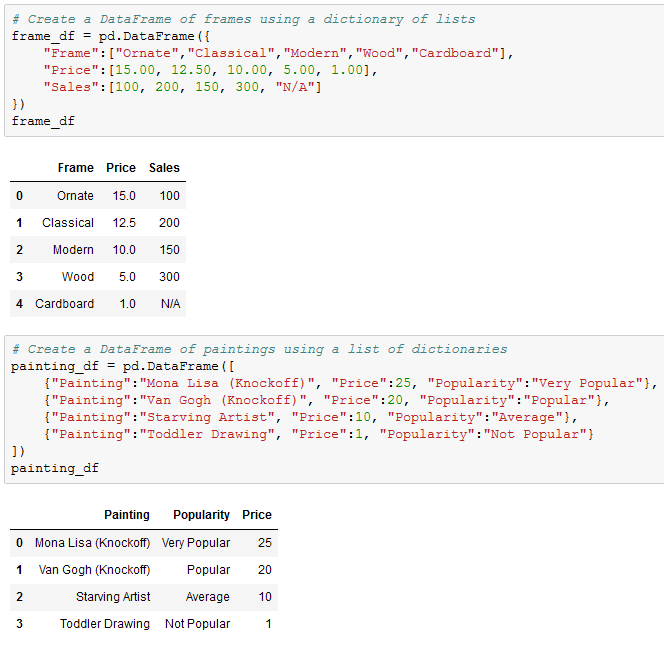 # Create a DataFrame of frames using a dictionary of lists
frame_df = pd.DataFrame({
    "Frame":["Ornate","Classical","Modern","Wood","Cardboard"],
    "Price":[15.00, 12.50, 10.00, 5.00, 1.00],
    "Sales":[100, 200, 150, 300, "N/A"]
})
frame_df
Frame Price Sales
0 Ornate 15.0 100
1 Classical 12.5 200
2 Modern 10.0 150
3 Wood 5.0 300
4 Cardboard 1.0 N/A
# Create a DataFrame of paintings using a list of dictionaries
painting_df = pd.DataFrame([
    {"Painting":"Mona Lisa (Knockoff)", "Price":25, "Popularity":"Very Popular"},
    {"Painting":"Van Gogh (Knockoff)", "Price":20, "Popularity":"Popular"},
    {"Painting":"Starving Artist", "Price":10, "Popularity":"Average"},
    {"Painting":"Toddler Drawing", "Price":1, "Popularity":"Not Popular"}
])
painting_df
Painting Popularity Price
0 Mona Lisa (Knockoff) Very Popular 25
1 Van Gogh (Knockoff) Popular 20
2 Starving Artist Average 10
3 Toddler Drawing Not Popular 1